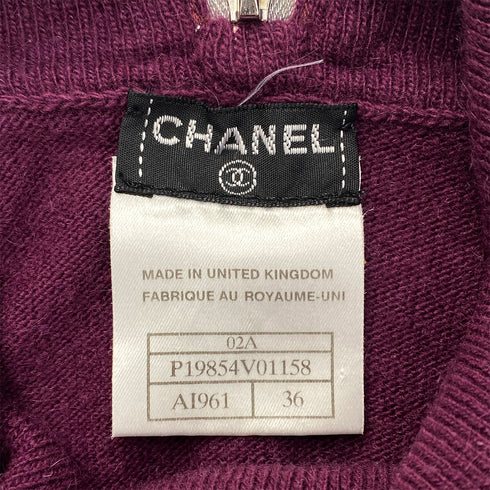 CHANEL
MADE IN UNITED KINGDOM
FABRIQUE AU ROYAUME-UNI
02A
P19854V01158
AI961 36